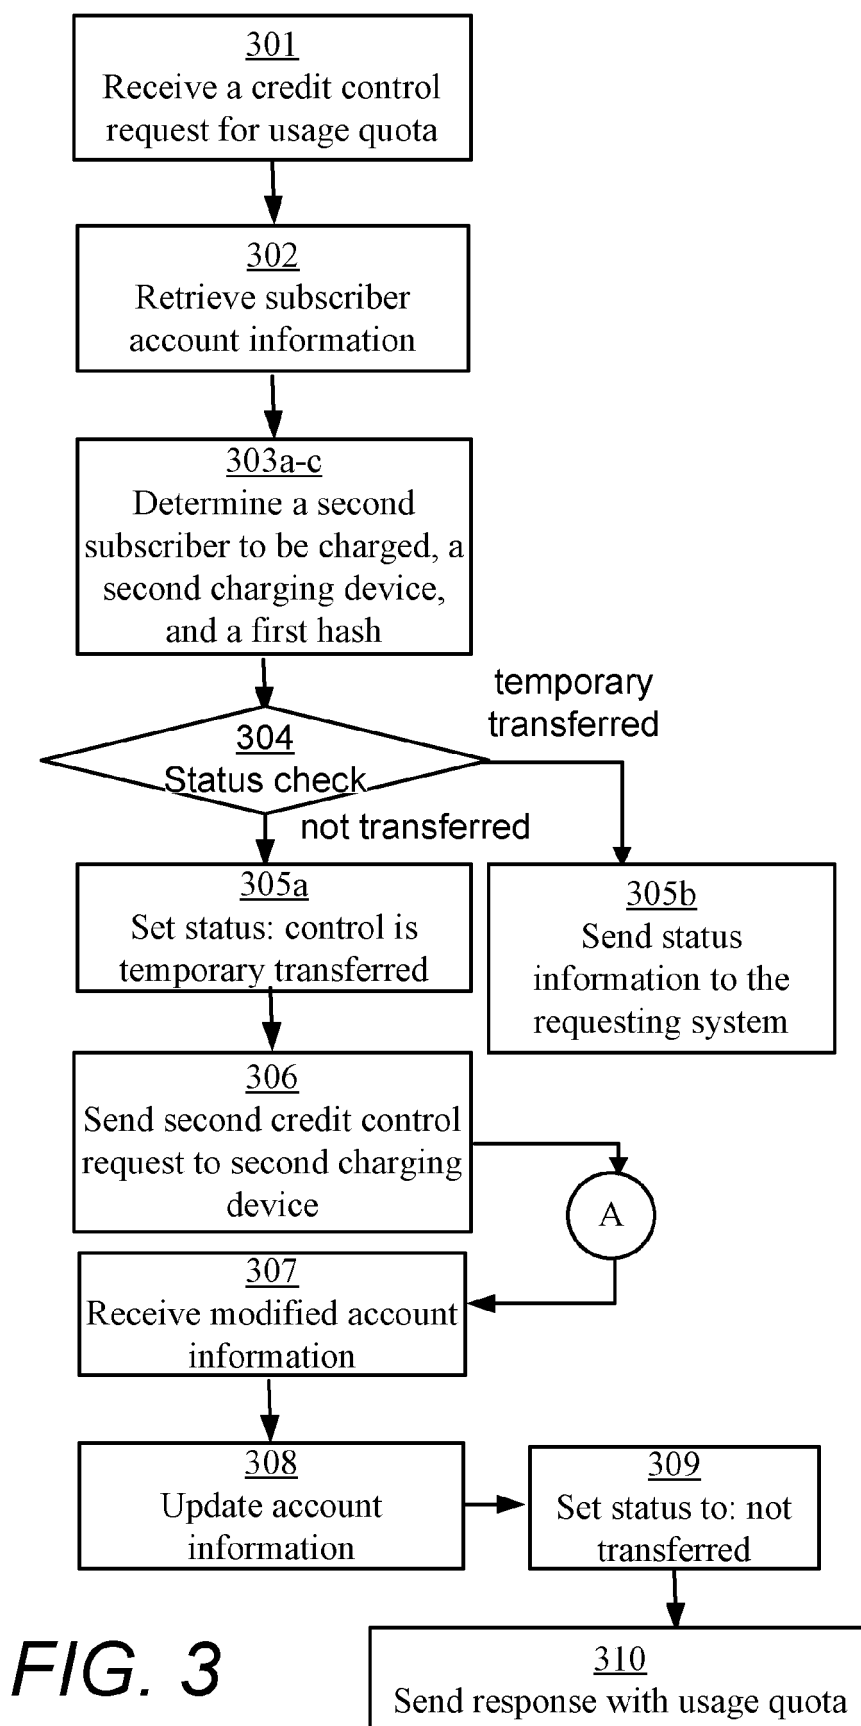 301
Receive a credit control
request for usage quota
302
Retrieve subscriber
account information
303a-c
Determine a second
subscriber to be charged, a
second charging device,
and a first hash
temporary
transferred
304
Status check
not transferred
305a
Set status: control is
temporary transferred
305b
Send status
information to the
requesting system
306
Send second credit control
request to second charging
device
A
307
Receive modified account
information
308
Update account
information
309
Set status to: not
transferred
310
Send response with usage quota
FIG. 3